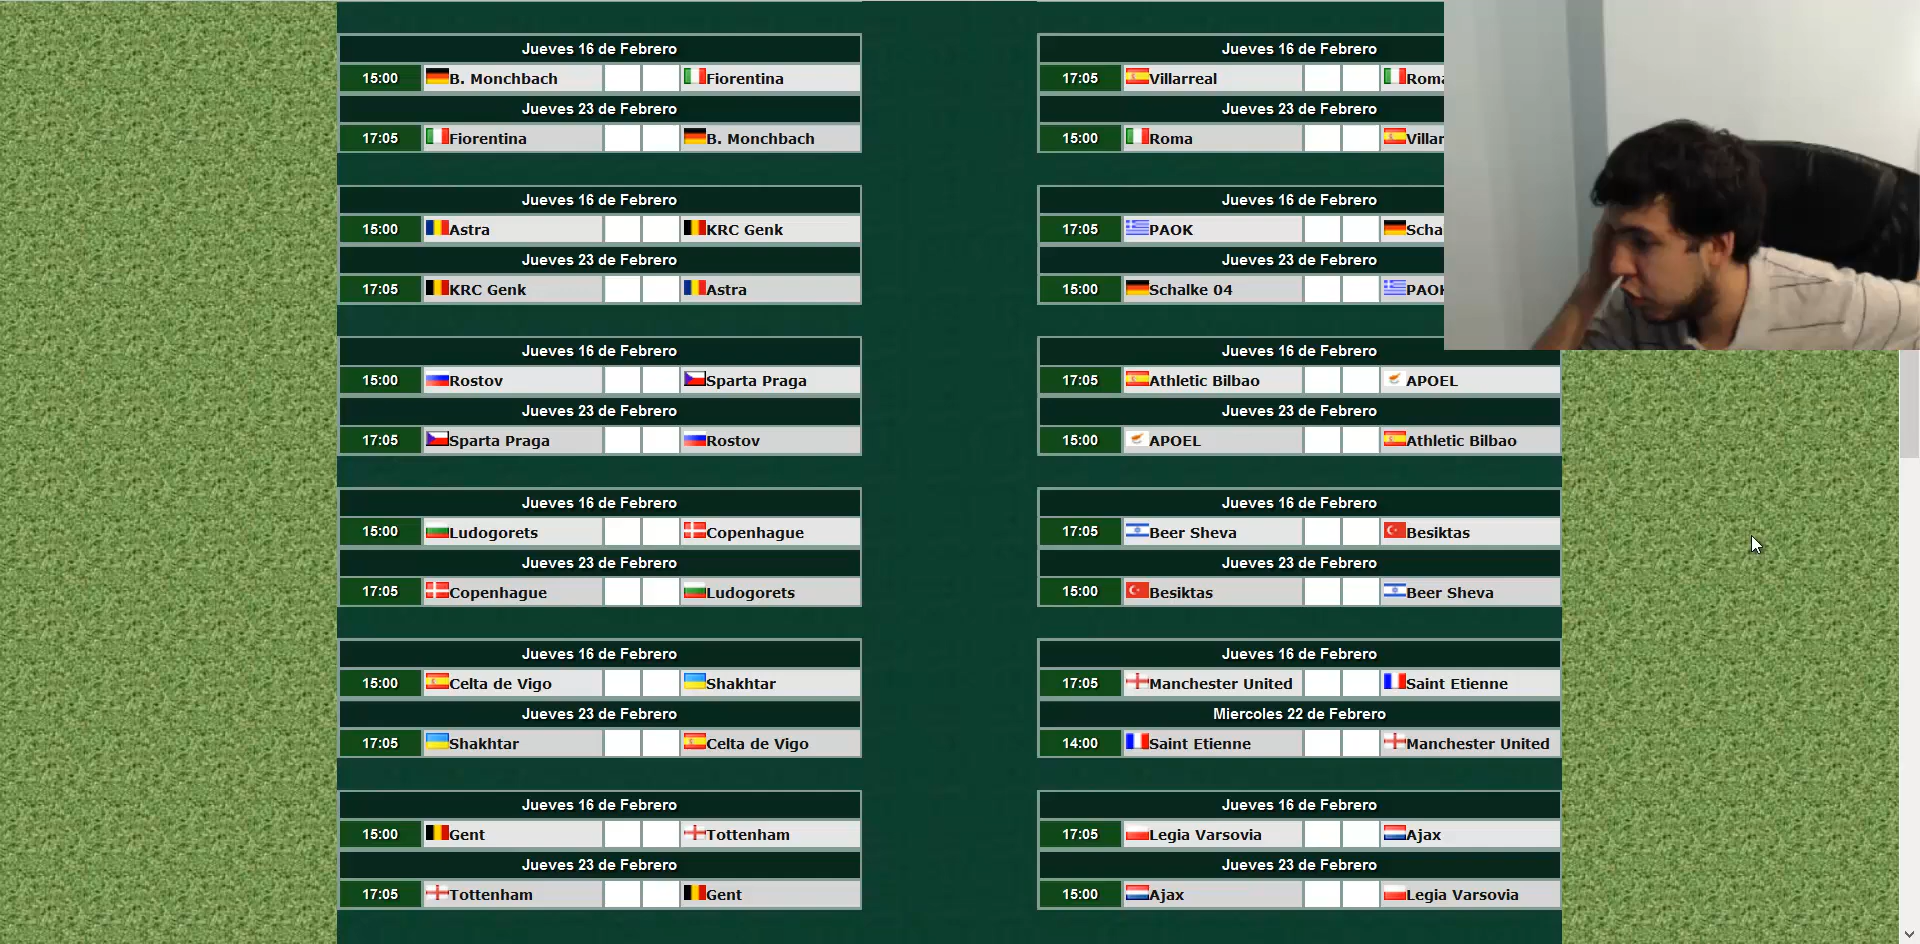 Jueves 16 de Febrero
15:00 B. Monchbach Fiorentina
Jueves 23 de Febrero
17:05 Fiorentina B. Monchbach
Jueves 16 de Febrero
15:00 Astra KRC Genk
Jueves 23 de Febrero
17:05 KRC Genk Astra
Jueves 16 de Febrero
15:00 Rostov Sparta Praga
Jueves 23 de Febrero
17:05 Sparta Praga Rostov
Jueves 16 de Febrero
15:00 Ludogorets Copenhague
Jueves 23 de Febrero
17:05 Copenhague Ludogorets
Jueves 16 de Febrero
15:00 Celta de Vigo Shakhtar
Jueves 23 de Febrero
17:05 Shakhtar Celta de Vigo
Jueves 16 de Febrero
15:00 Gent Tottenham
Jueves 23 de Febrero
17:05 Tottenham Gent
Jueves 16 de Febrero
17:05 Villarreal
Jueves 23 de Febrero
15:00 Roma
Jueves 16 de Febrero
17:05 PAOK
Jueves 23 de Febrero
15:00 Schalke 04
Jueves 16 de Febrero
17:05 Athletic Bilbao APOEL
Jueves 23 de Febrero
15:00 APOEL Athletic Bilbao
Jueves 16 de Febrero
17:05 Beer Sheva Besiktas
Jueves 23 de Febrero
15:00 Besiktas Beer Sheva
Jueves 16 de Febrero
17:05 Manchester United Saint Etienne
Miercoles 22 de Febrero
14:00 Saint Etienne Manchester United
Jueves 16 de Febrero
17:05 Legia Varsovia Ajax
Jueves 23 de Febrero
15:00 Ajax Legia Varsovia